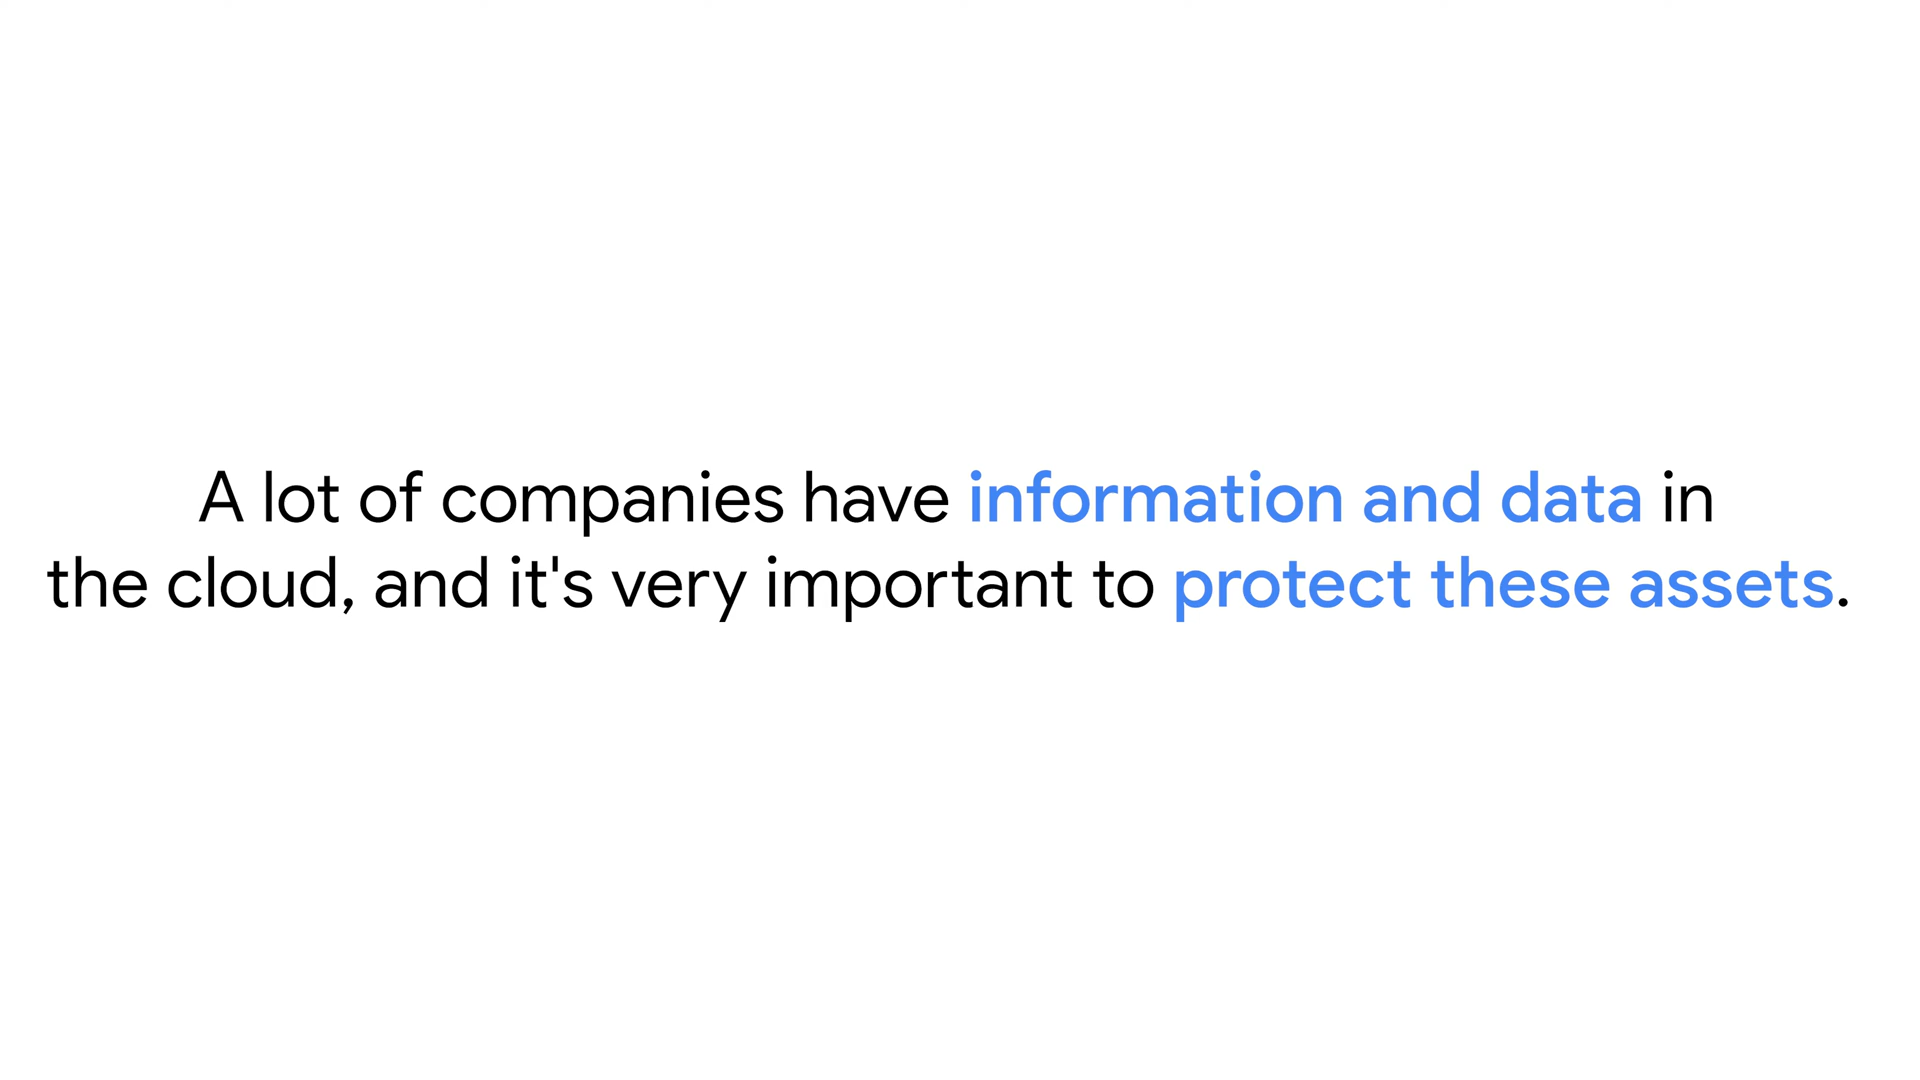 A lot of companies have information and data in
the cloud, and it's very important to protect these assets.